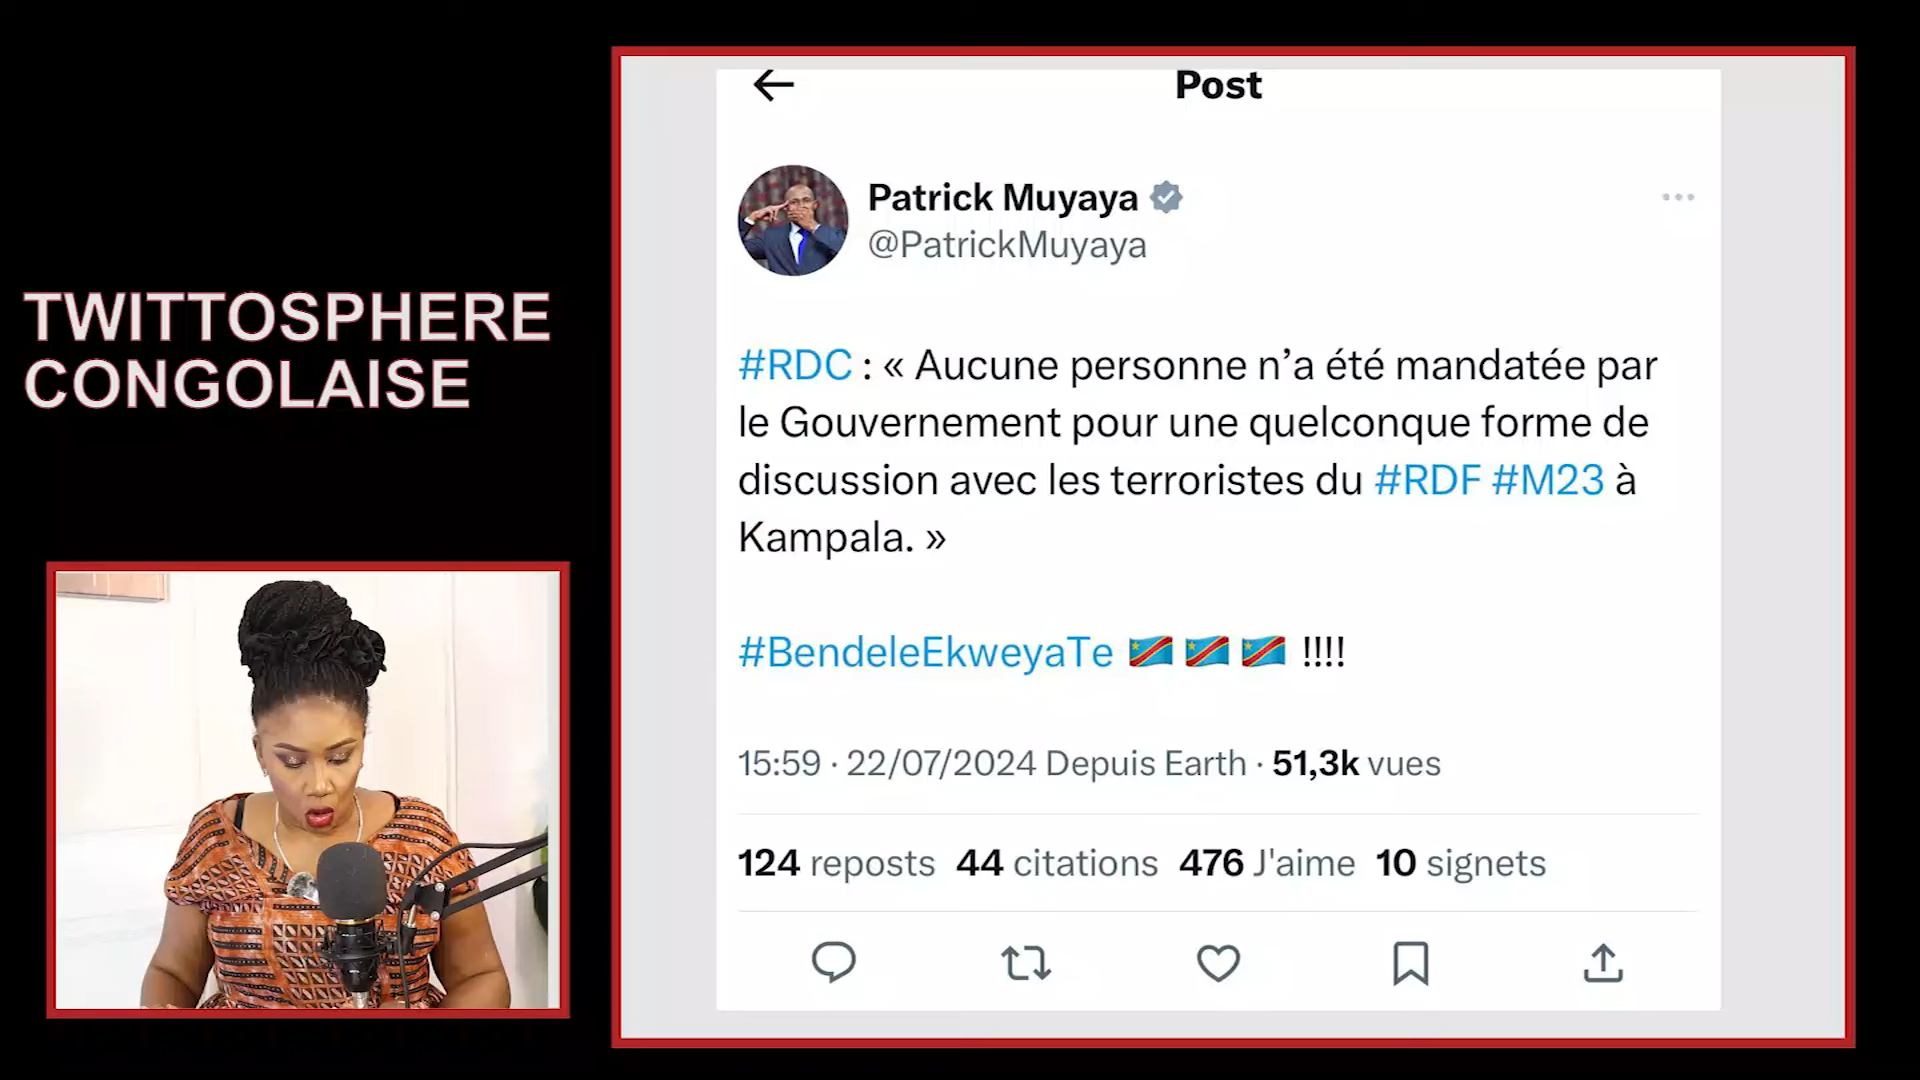 TWITTOSPHERE
CONGOLAISE
Post
Patrick Muyaya
@PatrickMuyaya
#RDC : « Aucune personne n’a été mandatée par
le Gouvernement pour une quelconque forme de
discussion avec les terroristes du #RDF #M23 à
Kampala. »
#BendeleEkweyaTe 🇨🇩 🇨🇩 🇨🇩 !!!!
15:59 · 22/07/2024 Depuis Earth · 51,3k vues
124 reposts 44 citations 476 J'aime 10 signets